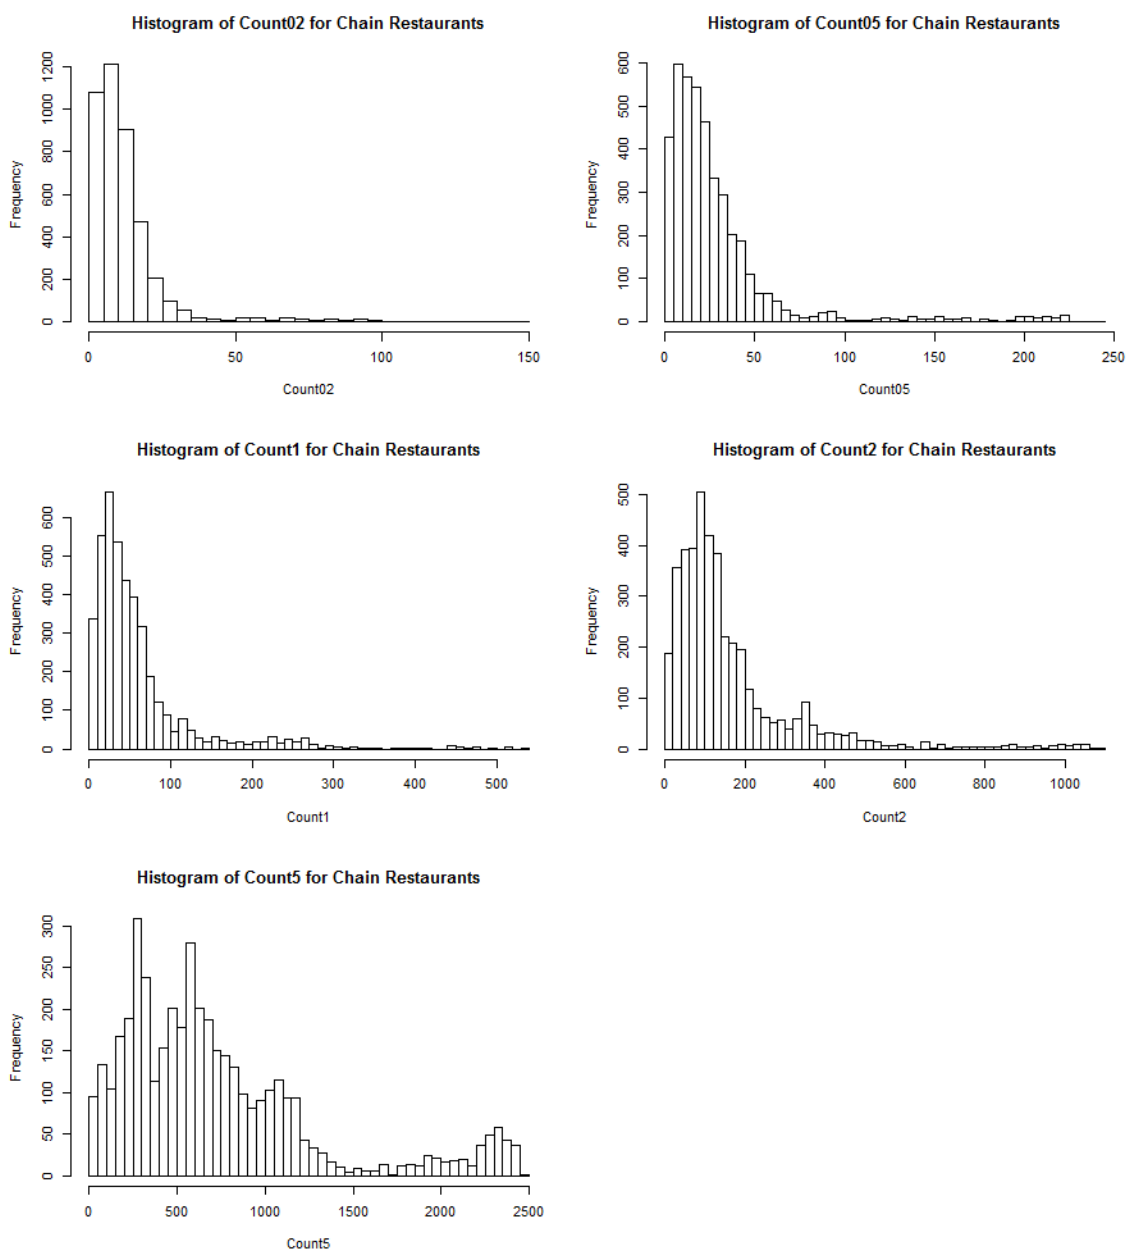 Histogram of Count02 for Chain Restaurants
Frequency
0 200 400 600 800 1000 1200
0 50 100 150
Count02
Histogram of Count05 for Chain Restaurants
Frequency
0 100 200 300 400 500 600
0 50 100 150 200 250
Count05
Histogram of Count1 for Chain Restaurants
Frequency
0 100 200 300 400 500 600
0 100 200 300 400 500
Count1
Histogram of Count2 for Chain Restaurants
Frequency
0 100 200 300 400 500
0 200 400 600 800 1000
Count2
Histogram of Count5 for Chain Restaurants
Frequency
0 50 100 150 200 250 300
0 500 1000 1500 2000 2500
Count5